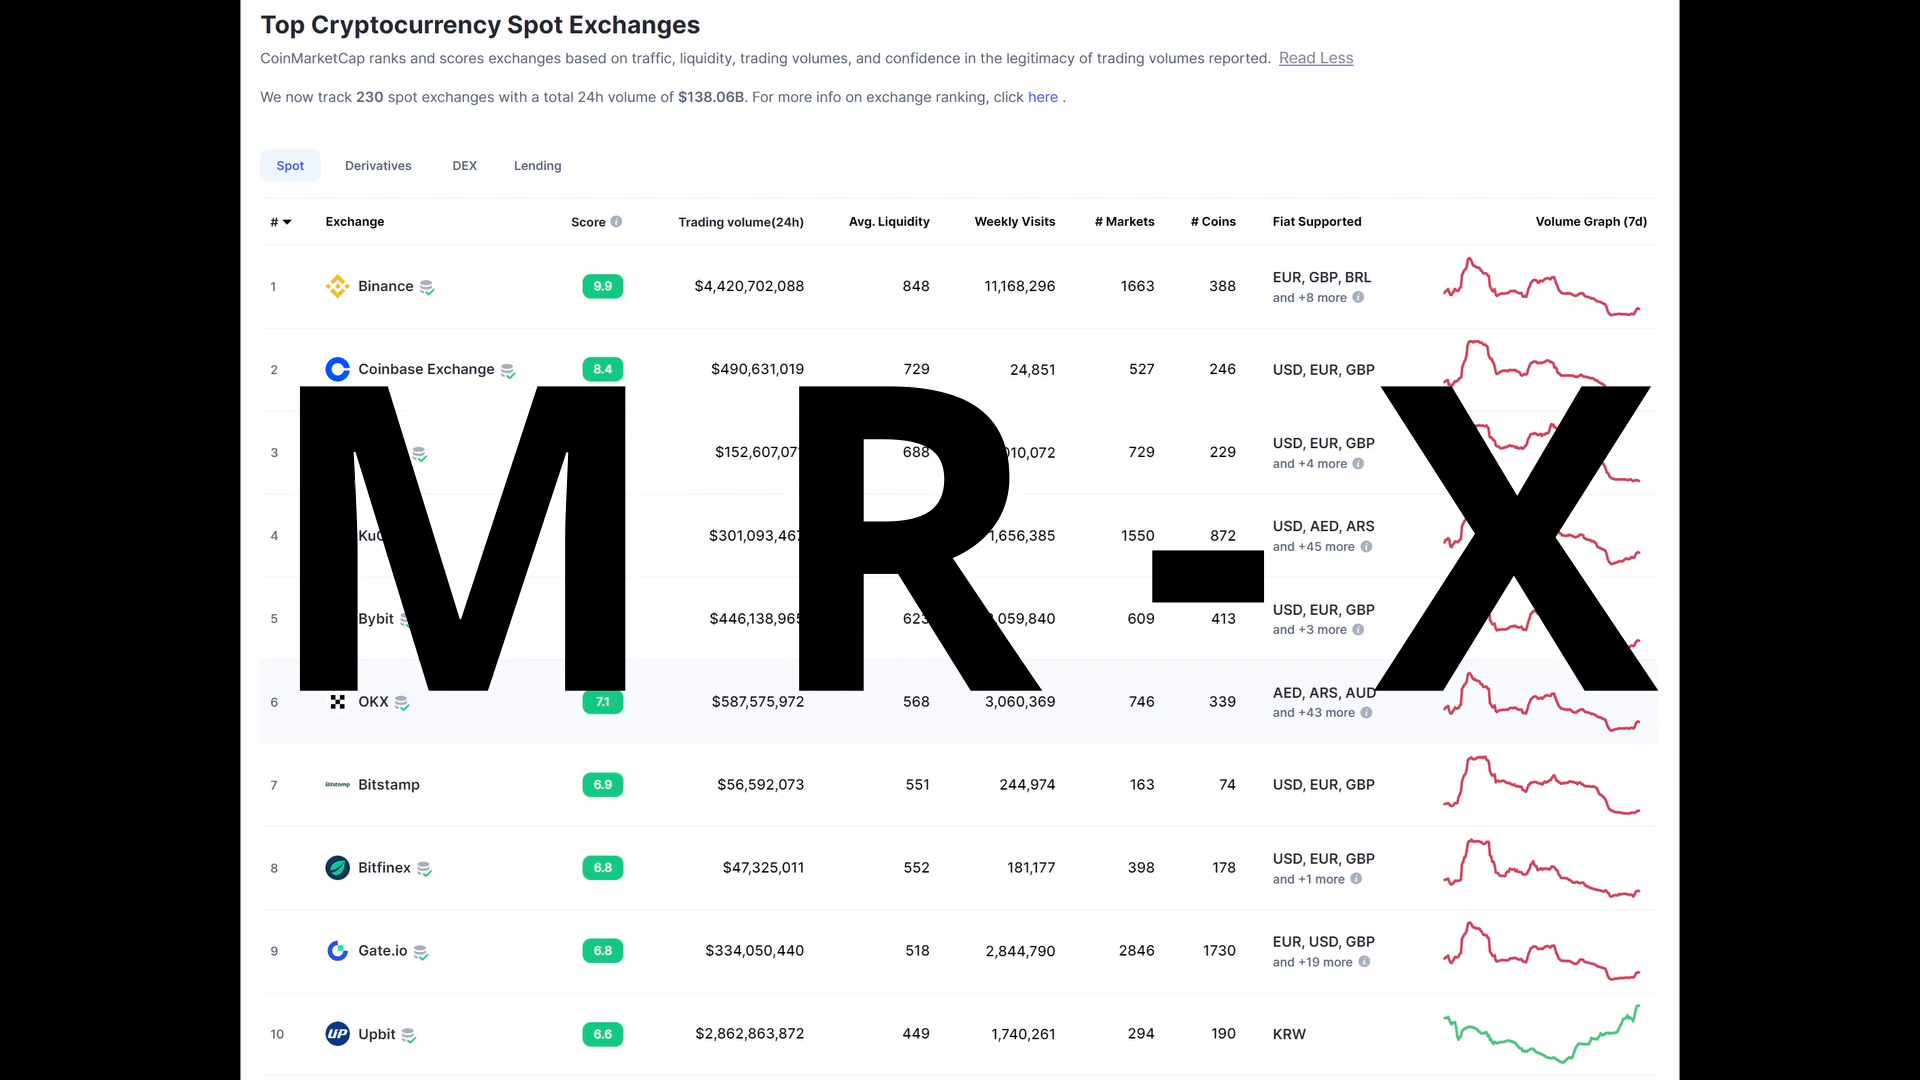 Top Cryptocurrency Spot Exchanges
CoinMarketCap ranks and scores exchanges based on traffic, liquidity, trading volumes, and confidence in the legitimacy of trading volumes reported. Read Less
We now track 230 spot exchanges with a total 24h volume of $138.06B. For more info on exchange ranking, click here .
Spot Derivatives DEX Lending
# Exchange Score Trading volume(24h) Avg. Liquidity Weekly Visits # Markets # Coins Fiat Supported Volume Graph (7d)
1 Binance 9.9 $4,420,702,088 848 11,168,296 1663 388 EUR, GBP, BRL
and +8 more
2 Coinbase Exchange 8.4 $490,631,019 729 24,851 527 246 USD, EUR, GBP
3 688 729 229 USD, EUR, GBP
and +4 more
4 1550 872 USD, AED, ARS
and +45 more
5 Bybit 609 413 USD, EUR, GBP
and +3 more
M R - X
6 OKX 7.1 $587,575,972 568 3,060,369 746 339 AED, ARS, AUD
and +43 more
7 Bitstamp Bitstamp 6.9 $56,592,073 551 244,974 163 74 USD, EUR, GBP
8 Bitfinex 6.8 $47,325,011 552 181,177 398 178 USD, EUR, GBP
and +1 more
9 Gate.io 6.8 $334,050,440 518 2,844,790 2846 1730 EUR, USD, GBP
and +19 more
10 UP Upbit 6.6 $2,862,863,872 449 1,740,261 294 190 KRW